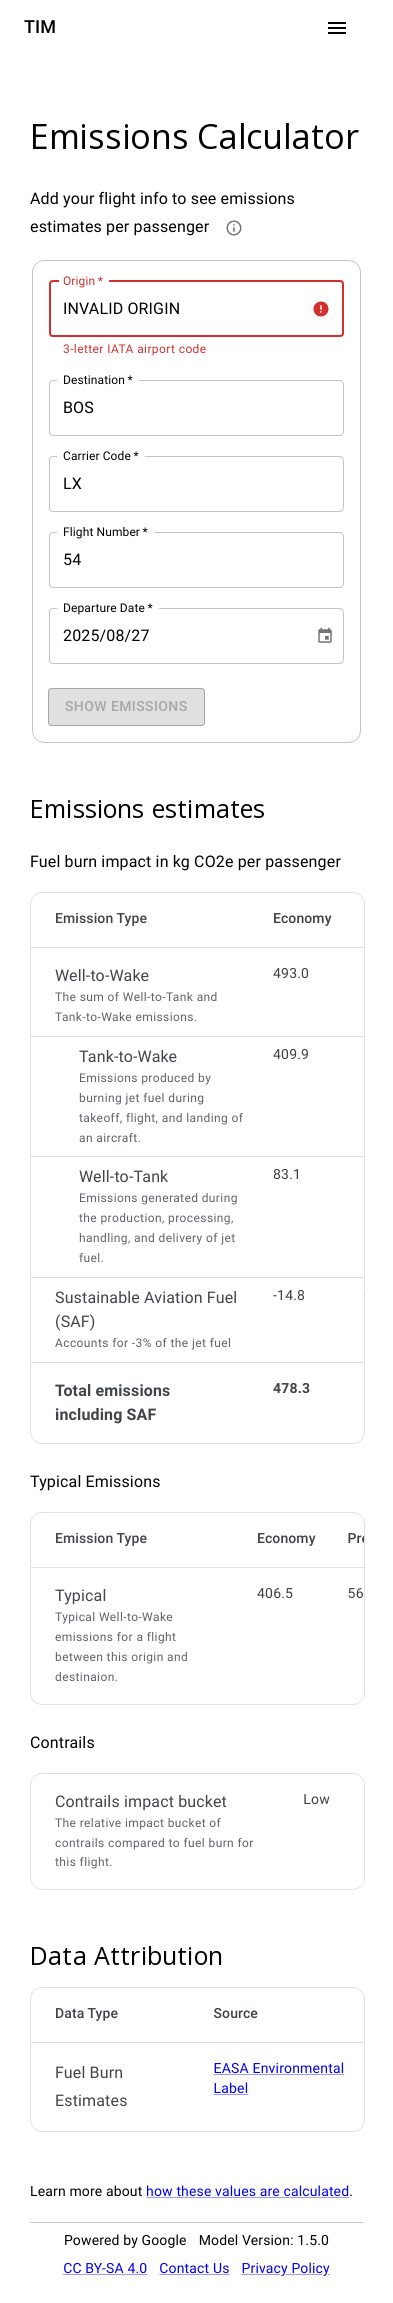 TIM
Emissions Calculator
Add your flight info to see emissions
estimates per passenger
Origin *
INVALID ORIGIN
3-letter IATA airport code
Destination *
BOS
Carrier Code *
LX
Flight Number *
54
Departure Date *
2025/08/27
SHOW EMISSIONS
Emissions estimates
Fuel burn impact in kg CO2e per passenger
Emission Type Economy
Well-to-Wake 493.0
The sum of Well-to-Tank and
Tank-to-Wake emissions.
Tank-to-Wake 409.9
Emissions produced by
burning jet fuel during
takeoff, flight, and landing of
an aircraft.
Well-to-Tank 83.1
Emissions generated during
the production, processing,
handling, and delivery of jet
fuel.
Sustainable Aviation Fuel -14.8
(SAF)
Accounts for -3% of the jet fuel
Total emissions 478.3
including SAF
Typical Emissions
Emission Type Economy
Typical 406.5
Typical Well-to-Wake
emissions for a flight
between this origin and
destinaion.
Contrails
Contrails impact bucket Low
The relative impact bucket of
contrails compared to fuel burn for
this flight.
Data Attribution
Data Type Source
Fuel Burn EASA Environmental
Estimates Label
Learn more about how these values are calculated.
Powered by Google Model Version: 1.5.0
CC BY-SA 4.0 Contact Us Privacy Policy